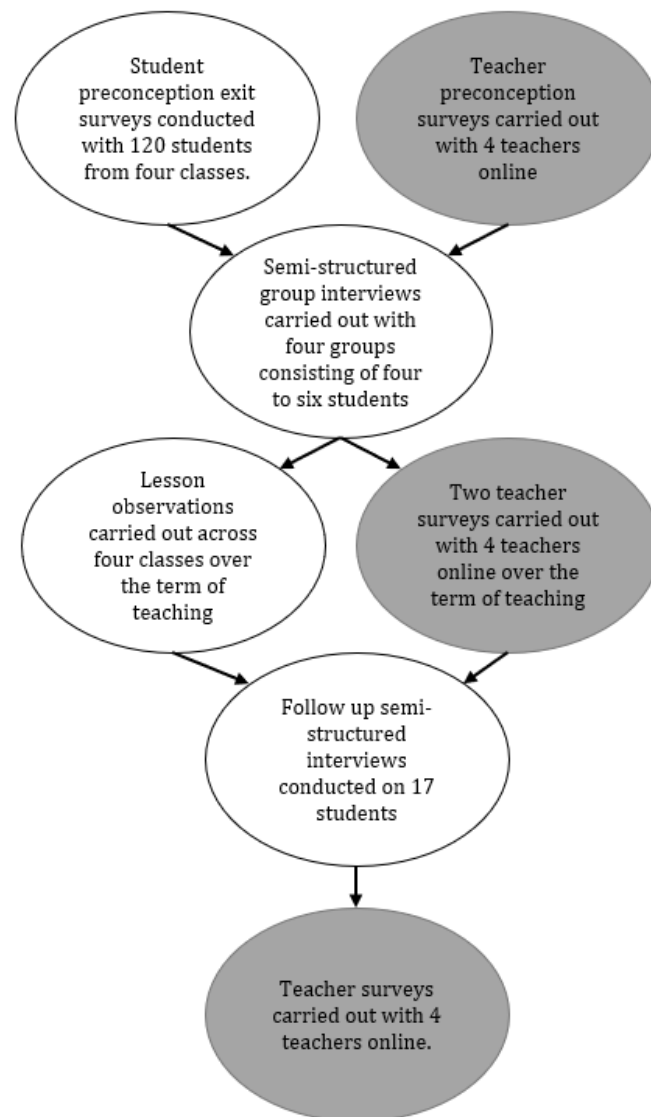 Student
preconception exit
surveys conducted
with 120 students
from four classes.
Teacher
preconception
surveys carried out
with 4 teachers
online
Semi-structured
group interviews
carried out with
four groups
consisting of four
to six students
Lesson
observations
carried out across
four classes over
the term of
teaching
Two teacher
surveys carried out
with 4 teachers
online over the
term of teaching
Follow up semi-
structured
interviews
conducted on 17
students
Teacher surveys
carried out with 4
teachers online.